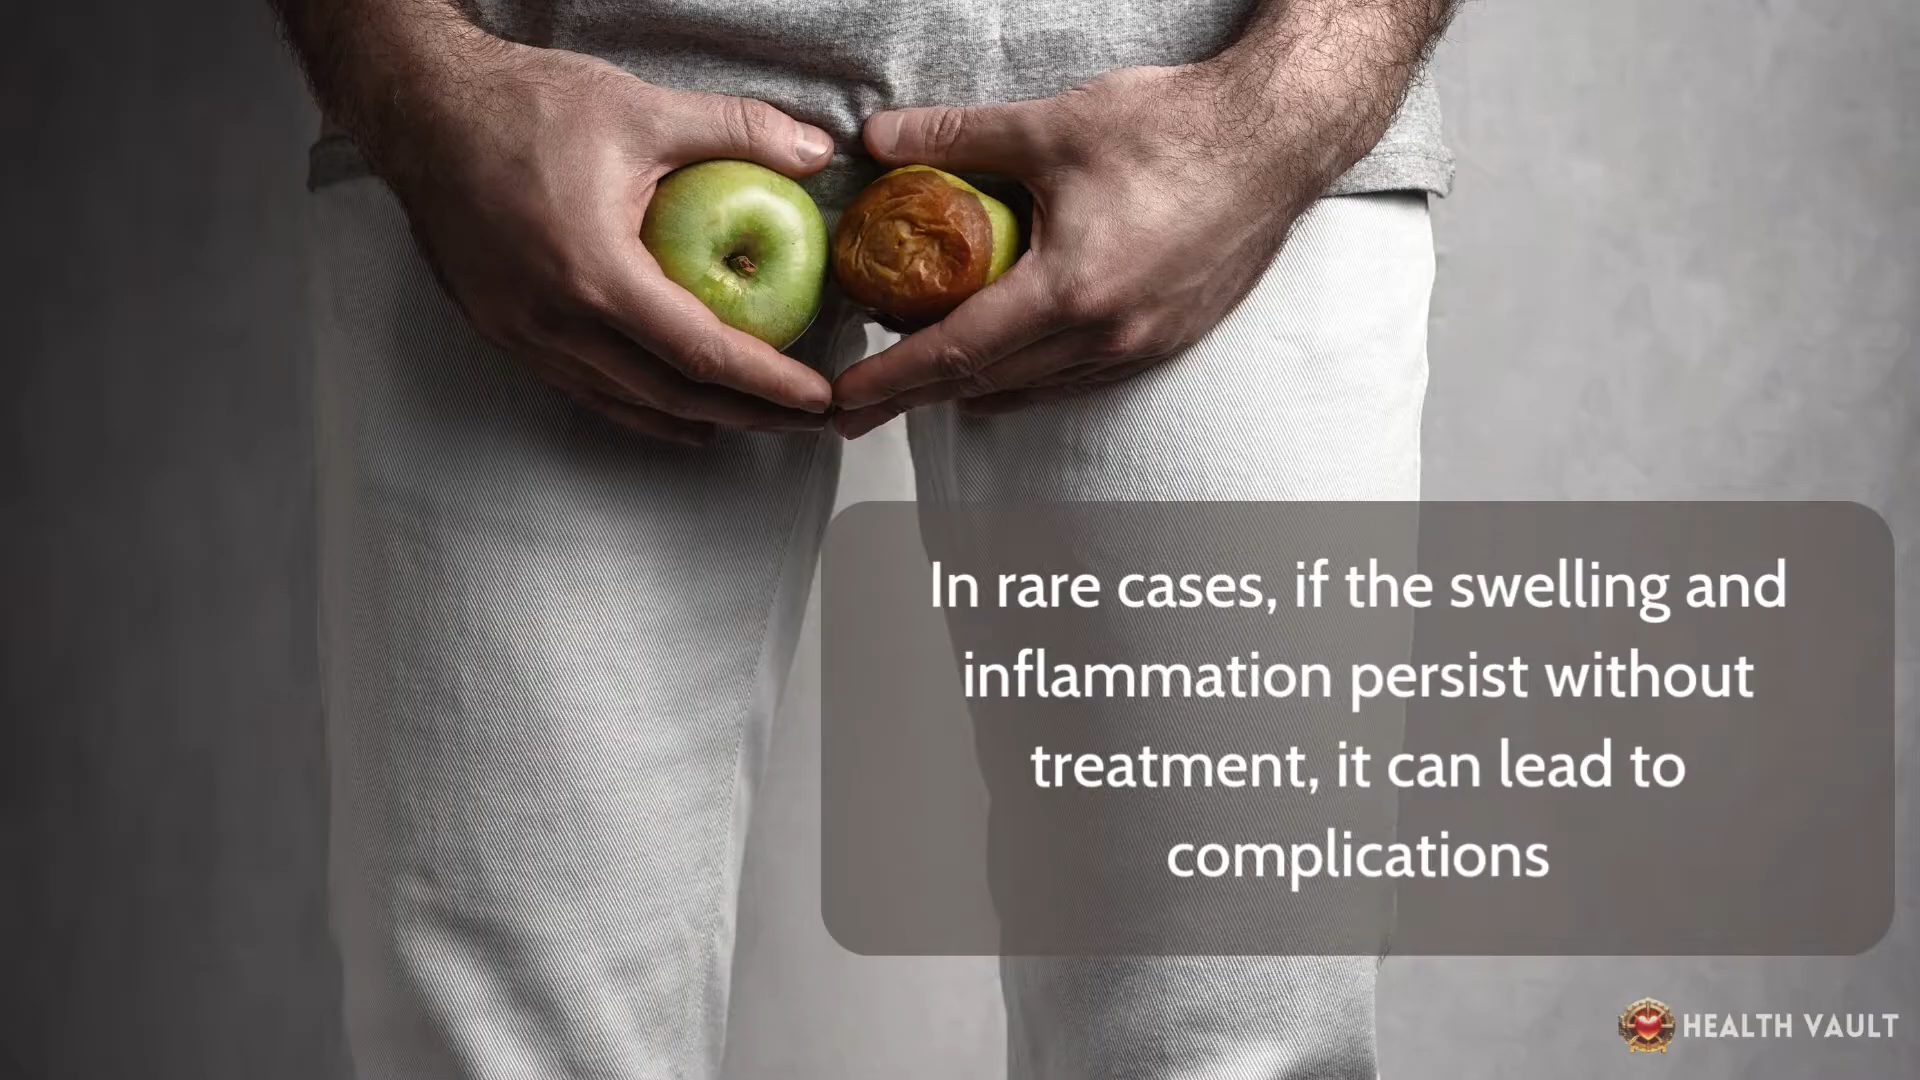 In rare cases, if the swelling and
inflammation persist without
treatment, it can lead to
complications
HEALTH VAULT